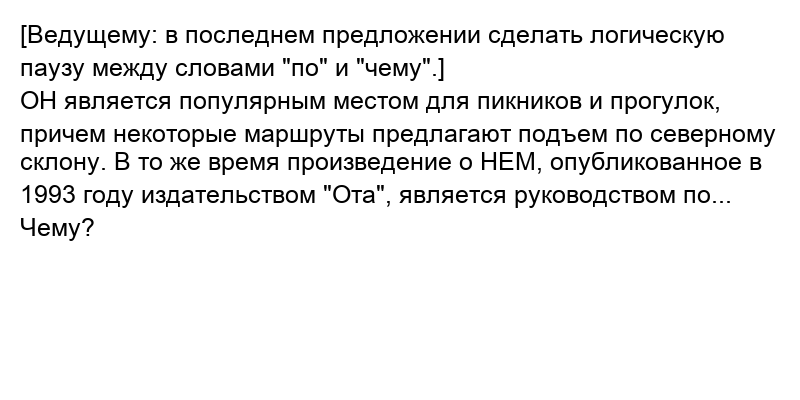 [Ведущему: в последнем предложении сделать логическую
паузу между словами "по" и "чему".]
ОН является популярным местом для пикников и прогулок,
причем некоторые маршруты предлагают подъем по северному
склону. В то же время произведение о НЕМ, опубликованное в
1993 году издательством "Ота", является руководством по...
Чему?